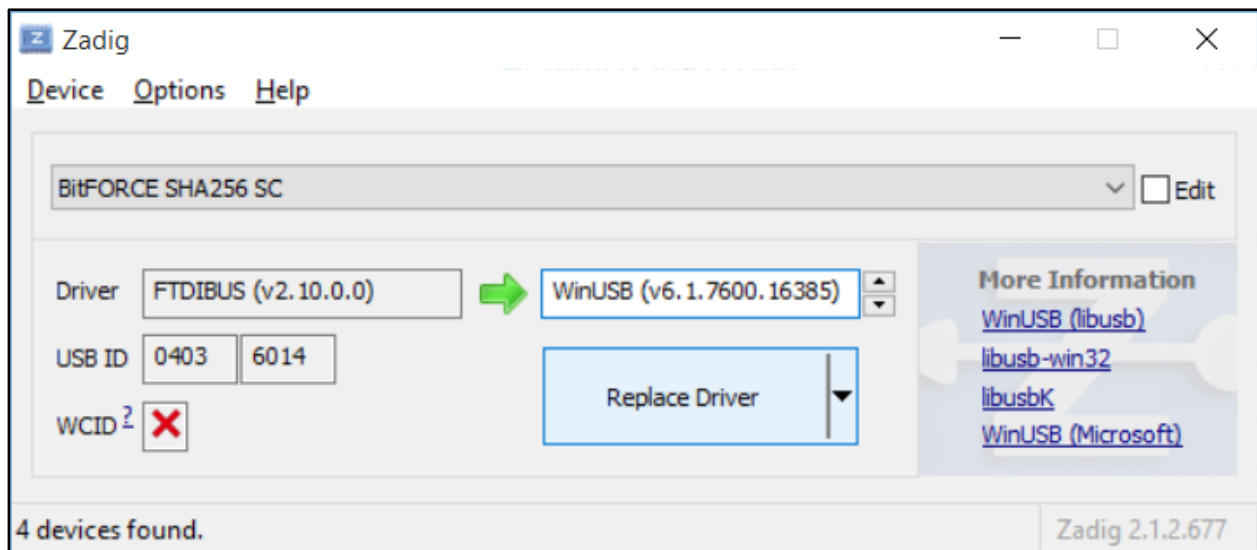 Zadig
Device Options Help
BitFORCE SHA256 SC
Edit
Driver FTDIBUS (v2.10.0.0) WinUSB (v6.1.7600.16385)
USB ID 0403 6014
WCID ?
Replace Driver
More Information
WinUSB (libusb)
libusb-win32
libusbK
WinUSB (Microsoft)
4 devices found.
Zadig 2.1.2.677